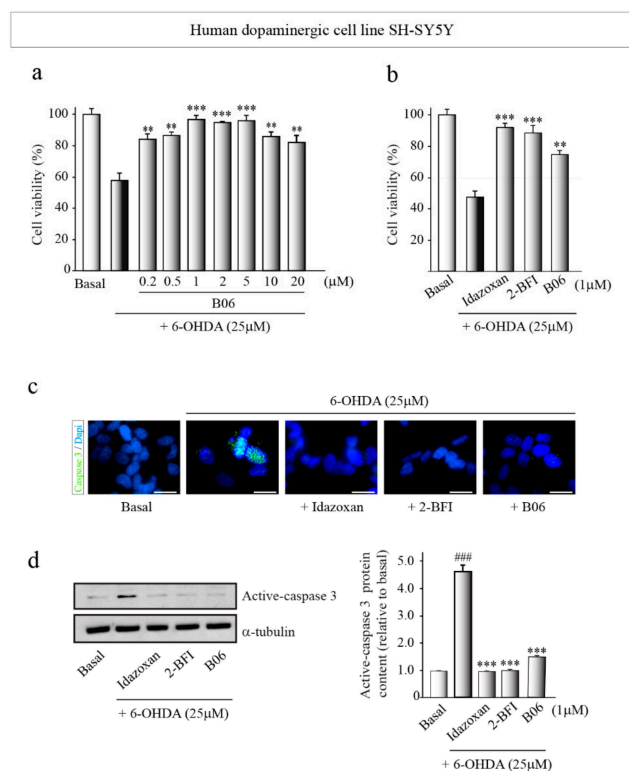 Human dopaminergic cell line SH-SY5Y
a
Cell viability (%)
100
80
60
40
20
0
**
**
***
***
***
**
**
Basal
0.2
0.5
1
2
5
10
20
(μM)
B06
+ 6-OHDA (25μM)
b
Cell viability (%)
100
80
60
40
20
0
***
***
**
Basal
Idazoxan
2-BFI
B06
(1μM)
+ 6-OHDA (25μM)
c
6-OHDA (25μM)
Caspase 3 / Dapi
Basal
+ Idazoxan
+ 2-BFI
+ B06
d
Active-caspase 3
α-tubulin
Basal
Idazoxan
2-BFI
B06
+ 6-OHDA (25μM)
Active-caspase 3 protein
content (relative to basal)
5.0
4.0
3.0
2.0
1.0
0
###
***
***
***
Basal
Idazoxan
2-BFI
B06
(1μM)
+ 6-OHDA (25μM)